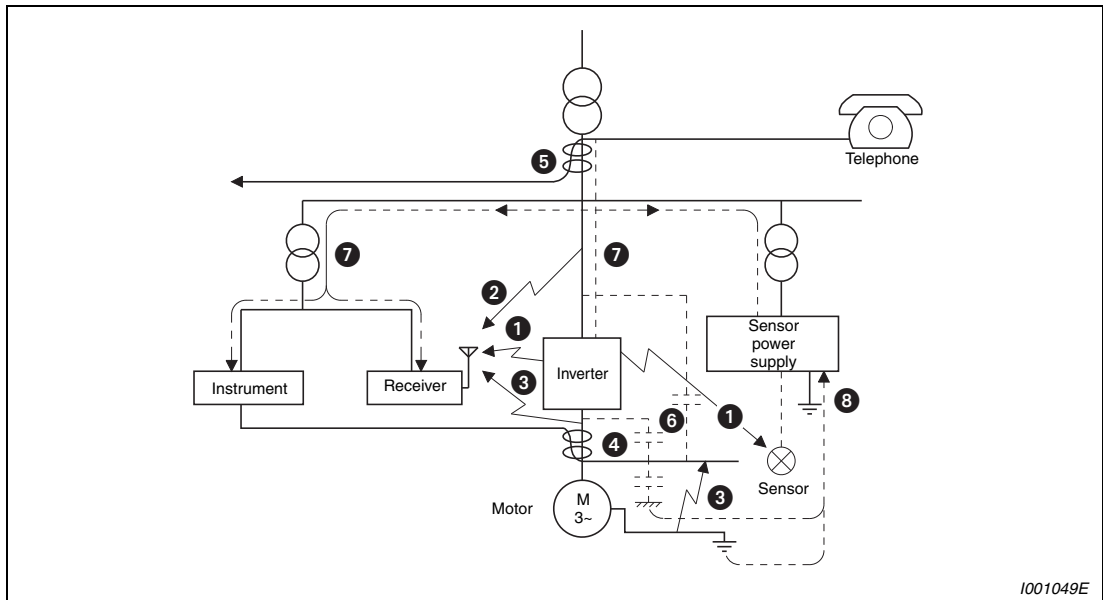 5
Telephone
7
7
2
1
Sensor
power
supply
Inverter
Instrument
Receiver
3
8
6
1
4
Sensor
3
Motor
M
3~
I001049E